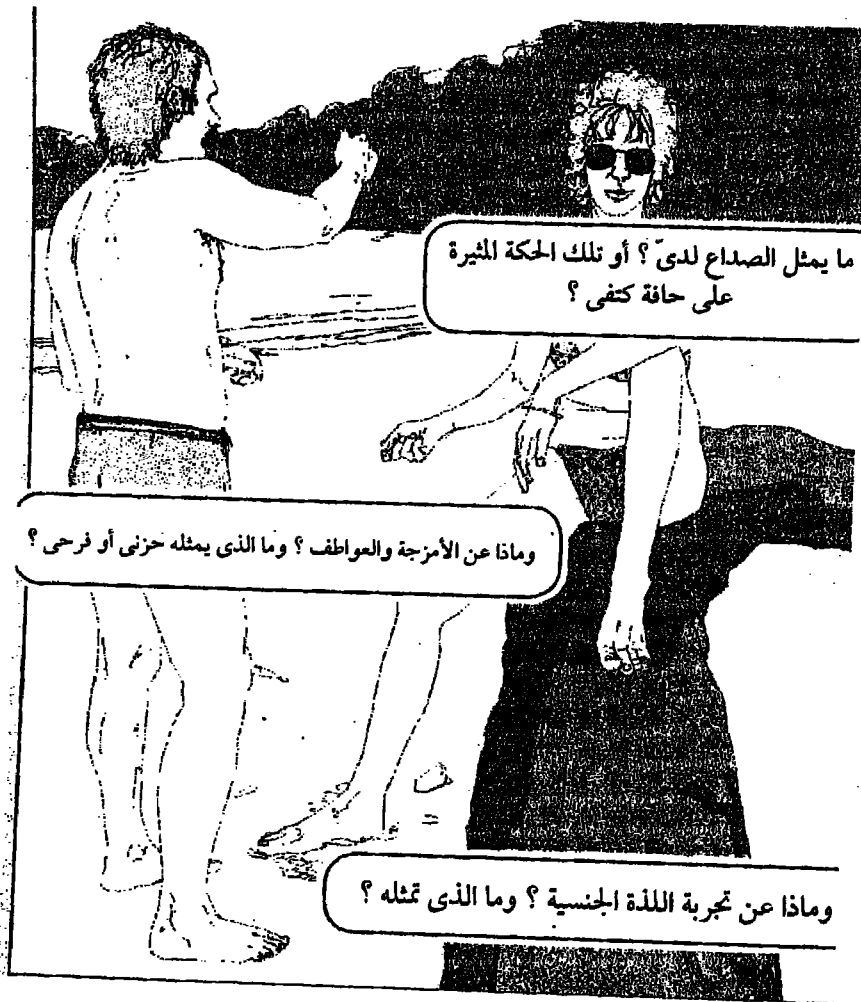 ما يمثل الصداع لدىّ ؟ أو تلك الحكة المثيرة
على حافة كتفى ؟
وماذا عن الأمزجة والعواطف ؟ وما الذى يمثله حزنى أو فرحى ؟
وماذا عن تجربة اللذة الجنسية ؟ وما الذى تمثله ؟